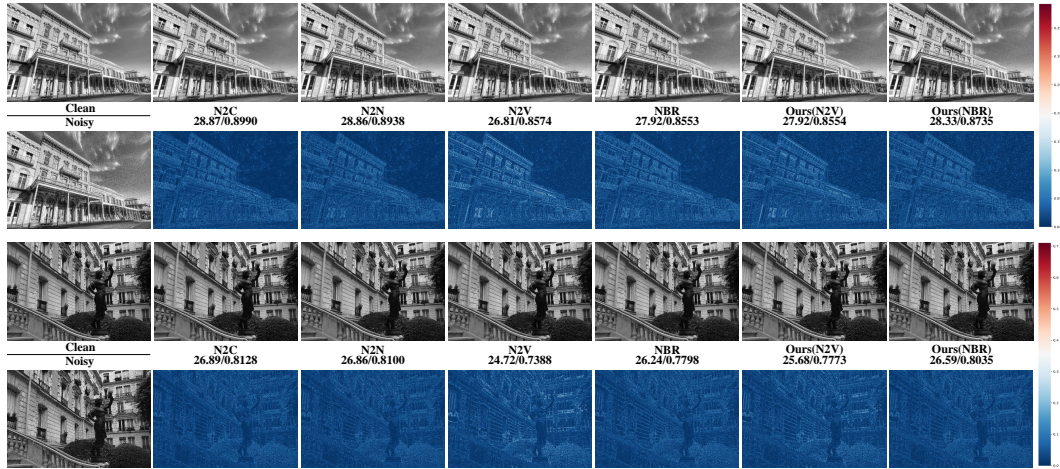 Clean N2C N2N N2V NBR Ours(N2V) Ours(NBR)
Noisy 28.87/0.8990 28.86/0.8938 26.81/0.8574 27.92/0.8553 27.92/0.8554 28.33/0.8735
Clean N2C N2N N2V NBR Ours(N2V) Ours(NBR)
Noisy 26.89/0.8128 26.86/0.8100 24.72/0.7388 26.24/0.7798 25.68/0.7773 26.59/0.8035